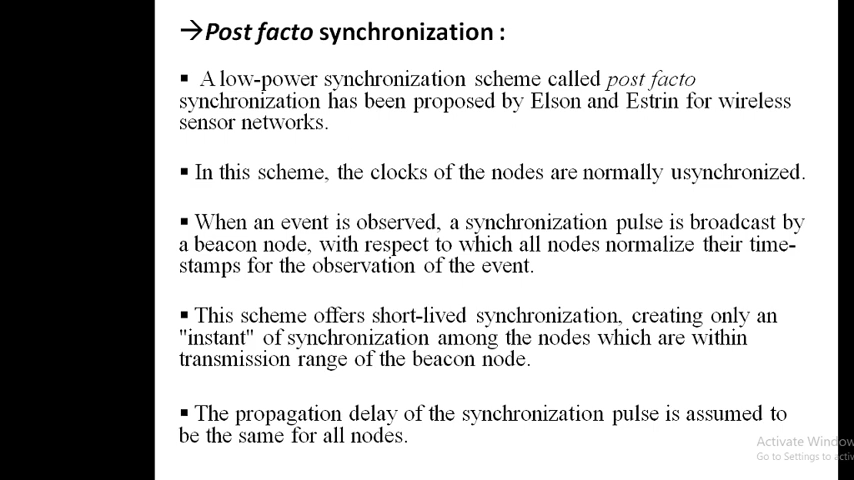 →Post facto synchronization :
▪ A low-power synchronization scheme called post facto
synchronization has been proposed by Elson and Estrin for wireless
sensor networks.
▪ In this scheme, the clocks of the nodes are normally usynchronized.
▪ When an event is observed, a synchronization pulse is broadcast by
a beacon node, with respect to which all nodes normalize their time-
stamps for the observation of the event.
▪ This scheme offers short-lived synchronization, creating only an
"instant" of synchronization among the nodes which are within
transmission range of the beacon node.
▪ The propagation delay of the synchronization pulse is assumed to
be the same for all nodes.
Activate Window
Go to Settings to activ